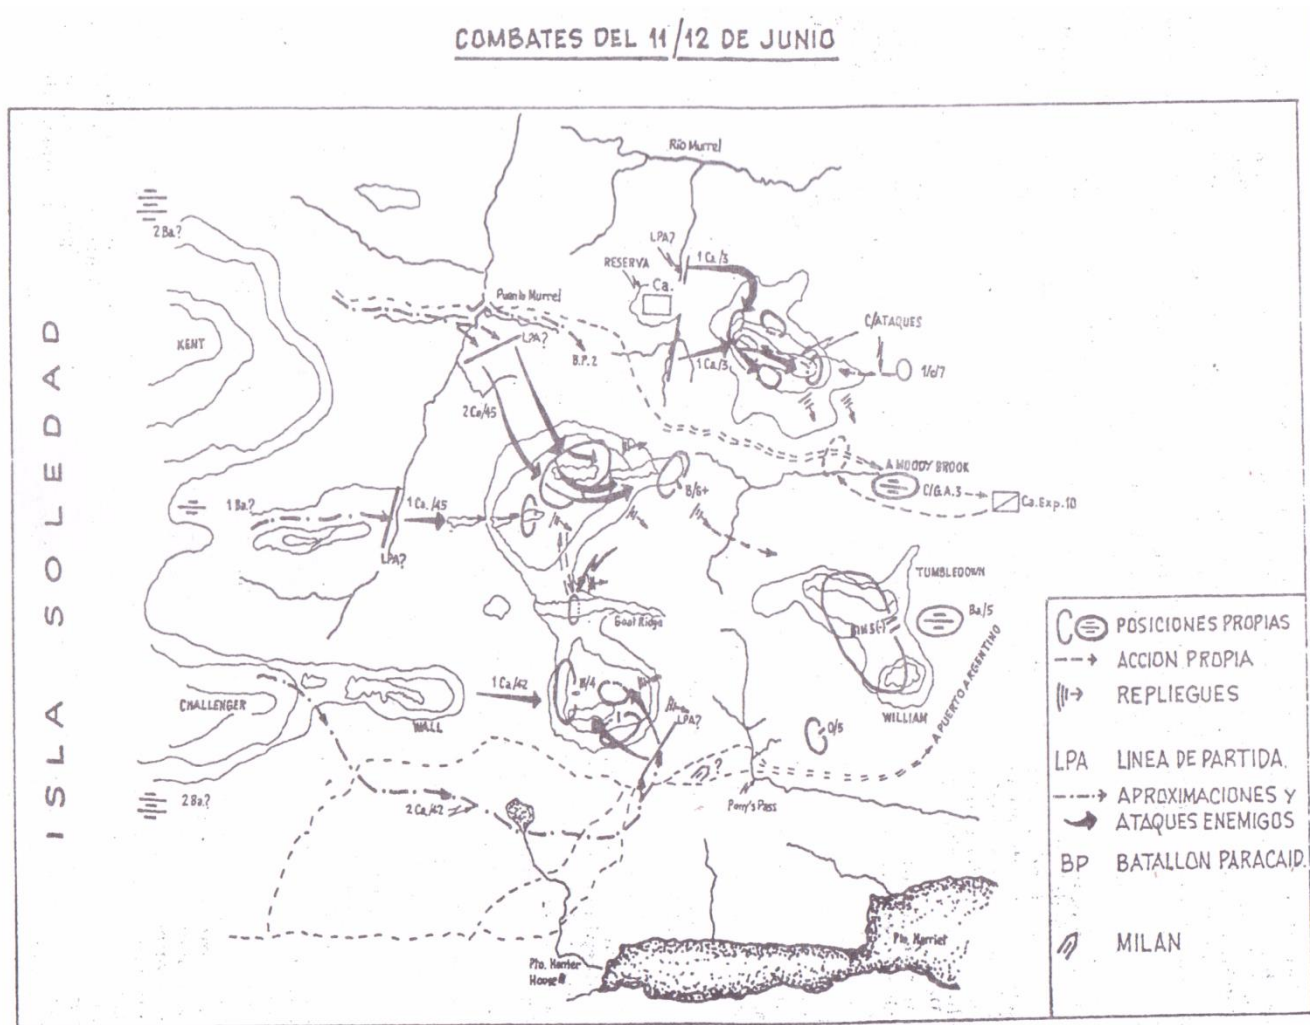 COMBATES DEL 11/12 DE JUNIO
ISLA SOLEDAD
Río Murrel
2 Ba?
LPA?
1 Ca/3
RESERVA
Ca.
Puente Murrel
C/ATAQUES
KENT
LPA?
B.P. 2
1 Ca/3
1/c/7
2 Ca/45
A MOODY BROOK
B/6+
C/G.A.3
Ca.Exp.10
1 Ba?
1 Ca/45
LPA?
TUMBLEDOWN
Ba/5
Goat Ridge
CHALLENGER
1 Ca/42
B/4
WALL
LPA?
WILLIAM
O/5
A PUERTO ARGENTINO
2 Ba?
2 Ca/42
?
Pony's Pass
Pto. Harriet
House
Pto. Harriet
POSICIONES PROPIAS
ACCION PROPIA
REPLIEGUES
LPA LINEA DE PARTIDA.
APROXIMACIONES Y
ATAQUES ENEMIGOS
BP BATALLON PARACAID.
MILAN